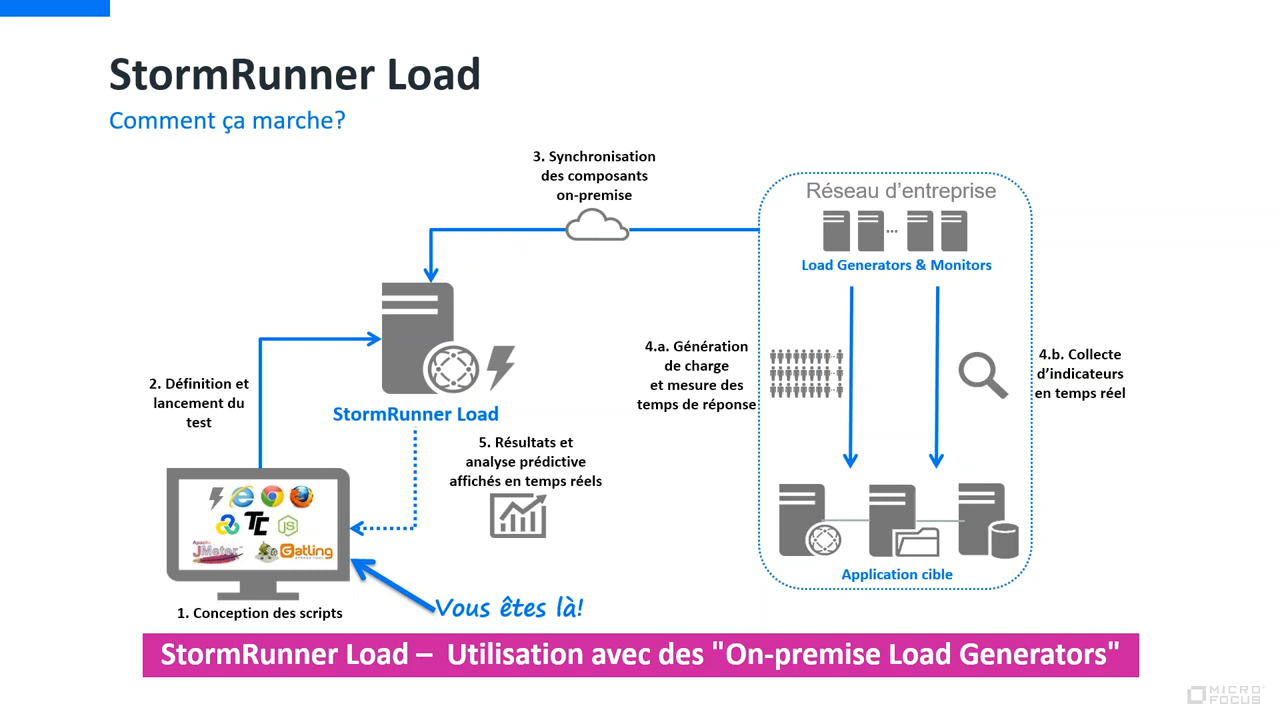 StormRunner Load
Comment ça marche?
3. Synchronisation
des composants
on-premise
Réseau d'entreprise
...
Load Generators & Monitors
4.a. Génération
de charge
et mesure des
temps de réponse
4.b. Collecte
d'indicateurs
en temps réel
2. Définition et
lancement du
test
StormRunner Load
5. Résultats et
analyse prédictive
affichés en temps réels
TC
JS
Apache
JMeter
Gatling
Application cible
1. Conception des scripts
Vous êtes là!
StormRunner Load – Utilisation avec des "On-premise Load Generators"
MICRO
FOCUS